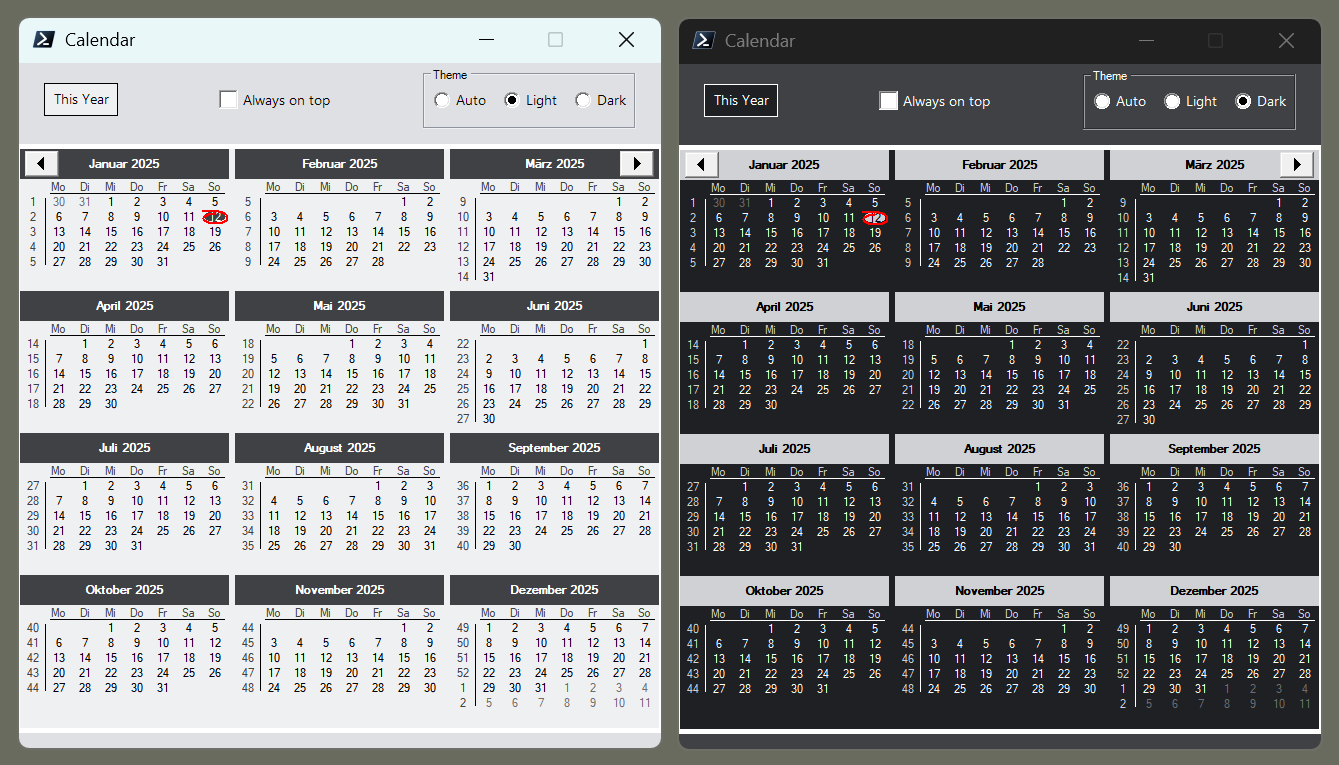 Calendar
This Year
Always on top
Theme
Auto Light Dark
Januar 2025
Mo Di Mi Do Fr Sa So
1 30 31 1 2 3 4 5
2 6 7 8 9 10 11 12
3 13 14 15 16 17 18 19
4 20 21 22 23 24 25 26
5 27 28 29 30 31
Februar 2025
Mo Di Mi Do Fr Sa So
5 1 2
6 3 4 5 6 7 8 9
7 10 11 12 13 14 15 16
8 17 18 19 20 21 22 23
9 24 25 26 27 28
März 2025
Mo Di Mi Do Fr Sa So
9 1 2
10 3 4 5 6 7 8 9
11 10 11 12 13 14 15 16
12 17 18 19 20 21 22 23
13 24 25 26 27 28 29 30
14 31
April 2025
Mo Di Mi Do Fr Sa So
14 1 2 3 4 5 6
15 7 8 9 10 11 12 13
16 14 15 16 17 18 19 20
17 21 22 23 24 25 26 27
18 28 29 30
Mai 2025
Mo Di Mi Do Fr Sa So
18 1 2 3 4
19 5 6 7 8 9 10 11
20 12 13 14 15 16 17 18
21 19 20 21 22 23 24 25
22 26 27 28 29 30 31
Juni 2025
Mo Di Mi Do Fr Sa So
22 1
23 2 3 4 5 6 7 8
24 9 10 11 12 13 14 15
25 16 17 18 19 20 21 22
26 23 24 25 26 27 28 29
27 30
Juli 2025
Mo Di Mi Do Fr Sa So
27 1 2 3 4 5 6
28 7 8 9 10 11 12 13
29 14 15 16 17 18 19 20
30 21 22 23 24 25 26 27
31 28 29 30 31
August 2025
Mo Di Mi Do Fr Sa So
31 1 2 3
32 4 5 6 7 8 9 10
33 11 12 13 14 15 16 17
34 18 19 20 21 22 23 24
35 25 26 27 28 29 30 31
September 2025
Mo Di Mi Do Fr Sa So
36 1 2 3 4 5 6 7
37 8 9 10 11 12 13 14
38 15 16 17 18 19 20 21
39 22 23 24 25 26 27 28
40 29 30
Oktober 2025
Mo Di Mi Do Fr Sa So
40 1 2 3 4 5
41 6 7 8 9 10 11 12
42 13 14 15 16 17 18 19
43 20 21 22 23 24 25 26
44 27 28 29 30 31
November 2025
Mo Di Mi Do Fr Sa So
44 1 2
45 3 4 5 6 7 8 9
46 10 11 12 13 14 15 16
47 17 18 19 20 21 22 23
48 24 25 26 27 28 29 30
Dezember 2025
Mo Di Mi Do Fr Sa So
49 1 2 3 4 5 6 7
50 8 9 10 11 12 13 14
51 15 16 17 18 19 20 21
52 22 23 24 25 26 27 28
1 29 30 31 1 2 3 4
2 5 6 7 8 9 10 11
Calendar
This Year
Always on top
Theme
Auto Light Dark
Januar 2025
Mo Di Mi Do Fr Sa So
1 30 31 1 2 3 4 5
2 6 7 8 9 10 11 12
3 13 14 15 16 17 18 19
4 20 21 22 23 24 25 26
5 27 28 29 30 31
Februar 2025
Mo Di Mi Do Fr Sa So
5 1 2
6 3 4 5 6 7 8 9
7 10 11 12 13 14 15 16
8 17 18 19 20 21 22 23
9 24 25 26 27 28
März 2025
Mo Di Mi Do Fr Sa So
9 1 2
10 3 4 5 6 7 8 9
11 10 11 12 13 14 15 16
12 17 18 19 20 21 22 23
13 24 25 26 27 28 29 30
14 31
April 2025
Mo Di Mi Do Fr Sa So
14 1 2 3 4 5 6
15 7 8 9 10 11 12 13
16 14 15 16 17 18 19 20
17 21 22 23 24 25 26 27
18 28 29 30
Mai 2025
Mo Di Mi Do Fr Sa So
18 1 2 3 4
19 5 6 7 8 9 10 11
20 12 13 14 15 16 17 18
21 19 20 21 22 23 24 25
22 26 27 28 29 30 31
Juni 2025
Mo Di Mi Do Fr Sa So
22 1
23 2 3 4 5 6 7 8
24 9 10 11 12 13 14 15
25 16 17 18 19 20 21 22
26 23 24 25 26 27 28 29
27 30
Juli 2025
Mo Di Mi Do Fr Sa So
27 1 2 3 4 5 6
28 7 8 9 10 11 12 13
29 14 15 16 17 18 19 20
30 21 22 23 24 25 26 27
31 28 29 30 31
August 2025
Mo Di Mi Do Fr Sa So
31 1 2 3
32 4 5 6 7 8 9 10
33 11 12 13 14 15 16 17
34 18 19 20 21 22 23 24
35 25 26 27 28 29 30 31
September 2025
Mo Di Mi Do Fr Sa So
36 1 2 3 4 5 6 7
37 8 9 10 11 12 13 14
38 15 16 17 18 19 20 21
39 22 23 24 25 26 27 28
40 29 30
Oktober 2025
Mo Di Mi Do Fr Sa So
40 1 2 3 4 5
41 6 7 8 9 10 11 12
42 13 14 15 16 17 18 19
43 20 21 22 23 24 25 26
44 27 28 29 30 31
November 2025
Mo Di Mi Do Fr Sa So
44 1 2
45 3 4 5 6 7 8 9
46 10 11 12 13 14 15 16
47 17 18 19 20 21 22 23
48 24 25 26 27 28 29 30
Dezember 2025
Mo Di Mi Do Fr Sa So
49 1 2 3 4 5 6 7
50 8 9 10 11 12 13 14
51 15 16 17 18 19 20 21
52 22 23 24 25 26 27 28
1 29 30 31 1 2 3 4
2 5 6 7 8 9 10 11